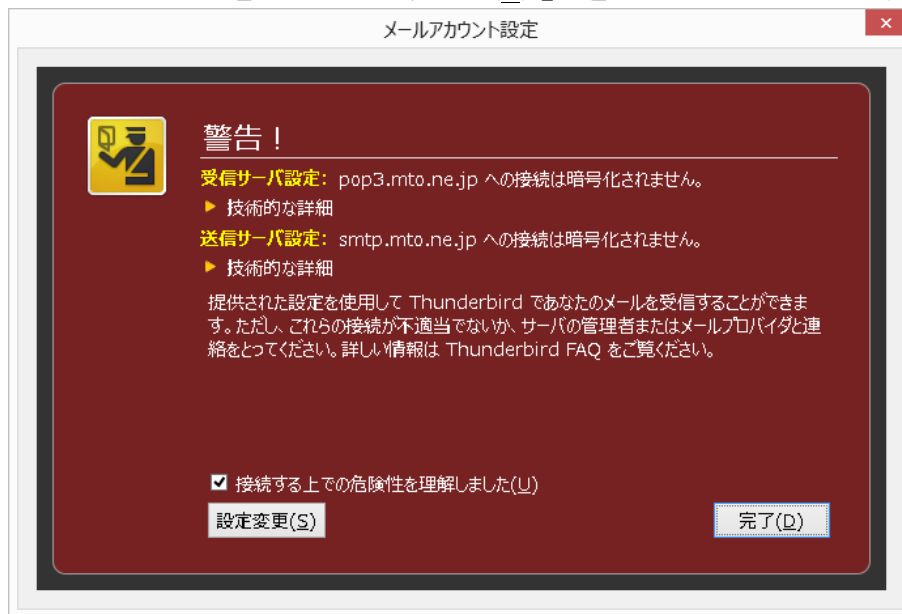 メールアカウント設定
警告！
受信サーバ設定: pop3.mto.ne.jp への接続は暗号化されません。
技術的な詳細
送信サーバ設定: smtp.mto.ne.jp への接続は暗号化されません。
技術的な詳細
提供された設定を使用して Thunderbird であなたのメールを受信することができま
す。ただし、これらの接続が不適当でないか、サーバの管理者またはメールプロバイダと連
絡をとってください。詳しい情報は Thunderbird FAQ をご覧ください。
接続する上での危険性を理解しました(U)
設定変更(S)
完了(D)